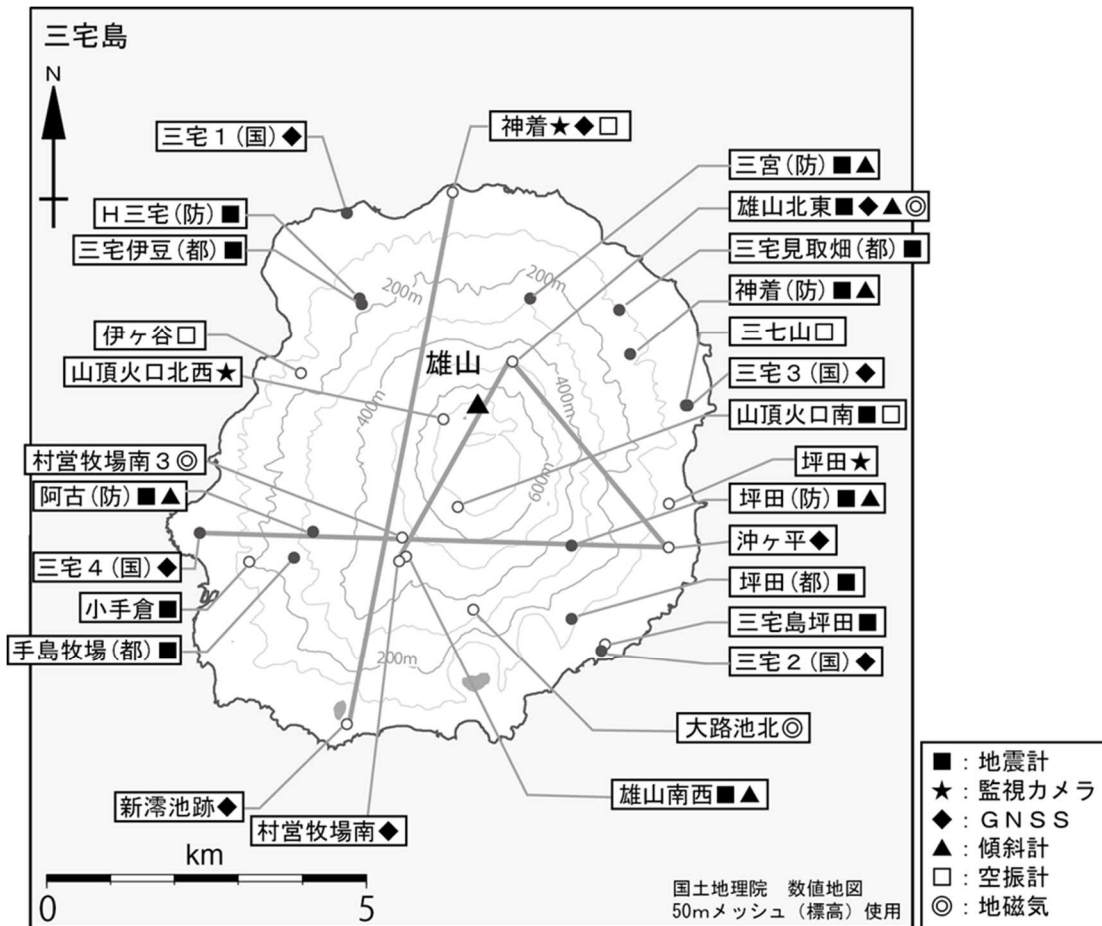 三宅島
N
神着★◆□
三宅1(国)◆
三宮(防)■▲
H三宅(防)■
雄山北東■◆▲◎
三宅伊豆(都)■
三宅見取畑(都)■
200m
200m
神着(防)■▲
伊ヶ谷□
三七山□
雄山
山頂火口北西★
三宅3(国)◆
400m
400m
山頂火口南■□
村営牧場南3◎
坪田★
600m
阿古(防)■▲
坪田(防)■▲
沖ヶ平◆
三宅4(国)◆
坪田(都)■
小手倉■
三宅島坪田■
手島牧場(都)■
200m
三宅2(国)◆
大路池北◎
雄山南西■▲
新澪池跡◆
村営牧場南◆
km
0
5
国土地理院 数値地図
50mメッシュ(標高)使用
■:地震計
★:監視カメラ
◆:GNSS
▲:傾斜計
□:空振計
◎:地磁気